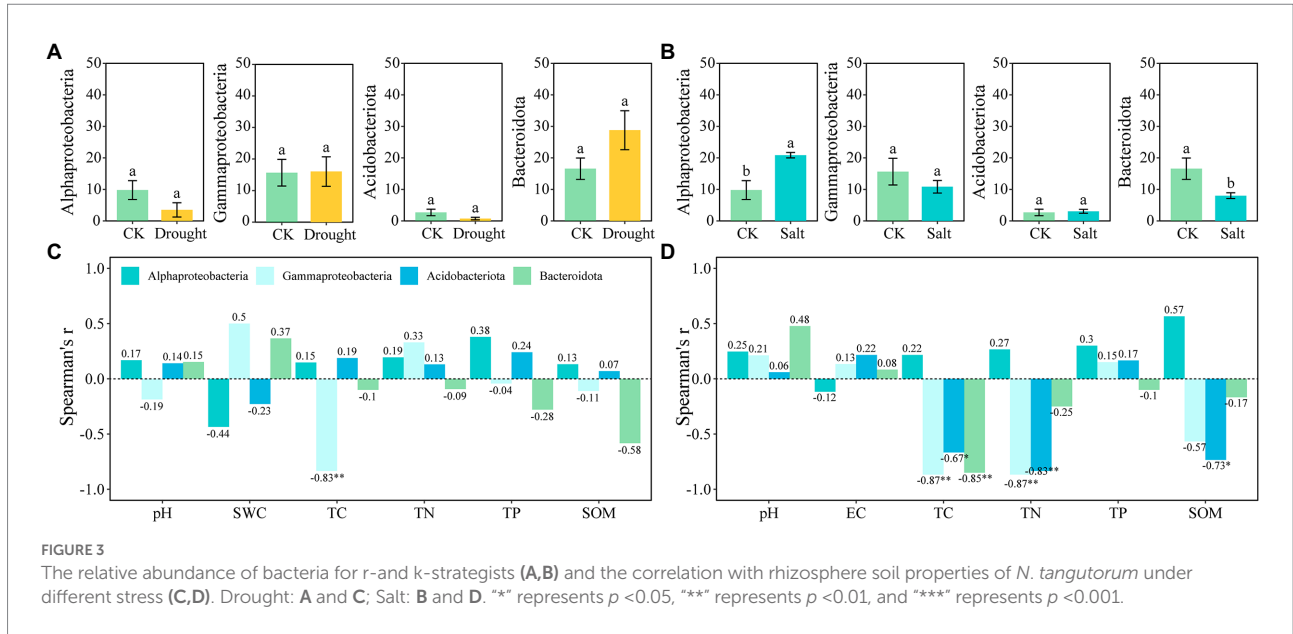 A
B
50
40
30
20
10
0
Alphaproteobacteria
a
a
CK Drought
50
40
30
20
10
0
Gammaproteobacteria
a
a
CK Drought
50
40
30
20
10
0
Acidobacteriota
a
a
CK Drought
50
40
30
20
10
0
Bacteroidota
a
a
CK Drought
50
40
30
20
10
0
Alphaproteobacteria
b
a
CK Salt
50
40
30
20
10
0
Gammaproteobacteria
a
a
CK Salt
50
40
30
20
10
0
Acidobacteriota
a
a
CK Salt
50
40
30
20
10
0
Bacteroidota
a
b
CK Salt
C
Spearman's r
1.0
0.5
0.0
-0.5
-1.0
Alphaproteobacteria Gammaproteobacteria Acidobacteriota Bacteroidota
0.17 -0.19 0.14 0.15
-0.44 0.5 -0.23 0.37
0.15 -0.83** 0.19 -0.1
0.19 0.33 0.13 -0.09
0.38 -0.04 0.24 -0.28
0.13 -0.11 0.07 -0.58
pH SWC TC TN TP SOM
D
Spearman's r
1.0
0.5
0.0
-0.5
-1.0
0.25 0.21 0.06 0.48
-0.12 0.13 0.22 0.08
0.22 -0.87** -0.67* -0.85**
0.27 -0.87** -0.83** -0.25
0.3 0.15 0.17 -0.1
0.57 -0.57 -0.73* -0.17
pH EC TC TN TP SOM
FIGURE 3
The relative abundance of bacteria for r-and k-strategists (A,B) and the correlation with rhizosphere soil properties of N. tangutorum under
different stress (C,D). Drought: A and C; Salt: B and D. "*" represents p <0.05, "**" represents p <0.01, and "***" represents p <0.001.